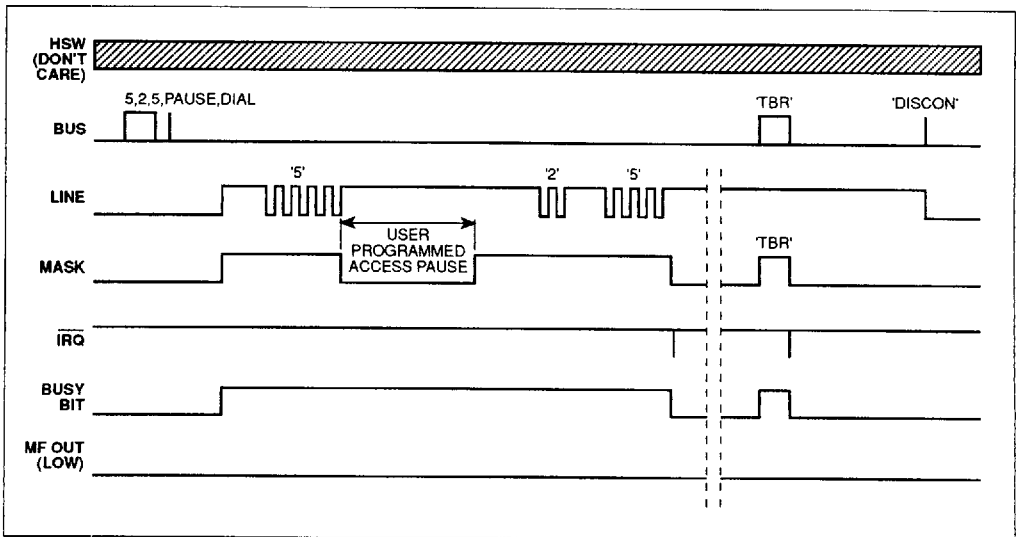 HSW
(DON'T
CARE)
5,2,5,PAUSE,DIAL
'TBR'
'DISCON'
BUS
'5'
'2'
'5'
LINE
USER
PROGRAMMED
ACCESS PAUSE
'TBR'
MASK
IRQ
BUSY
BIT
MF OUT
(LOW)